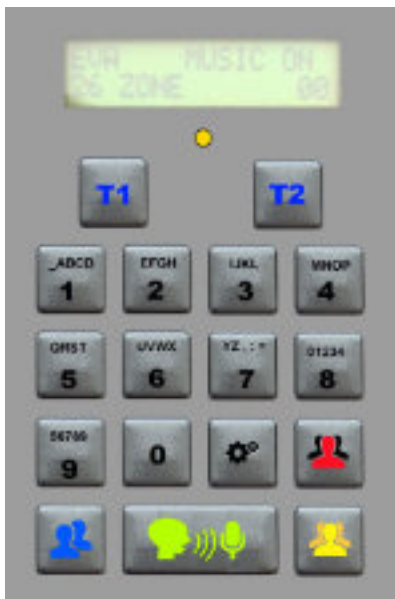 EVA MUSIC ON
26 ZONE 00
T1 T2
_ABCD EFGH IJKL MNOP
1 2 3 4
QRST UVWX YZ.:= 01234
5 6 7 8
56789
9 0